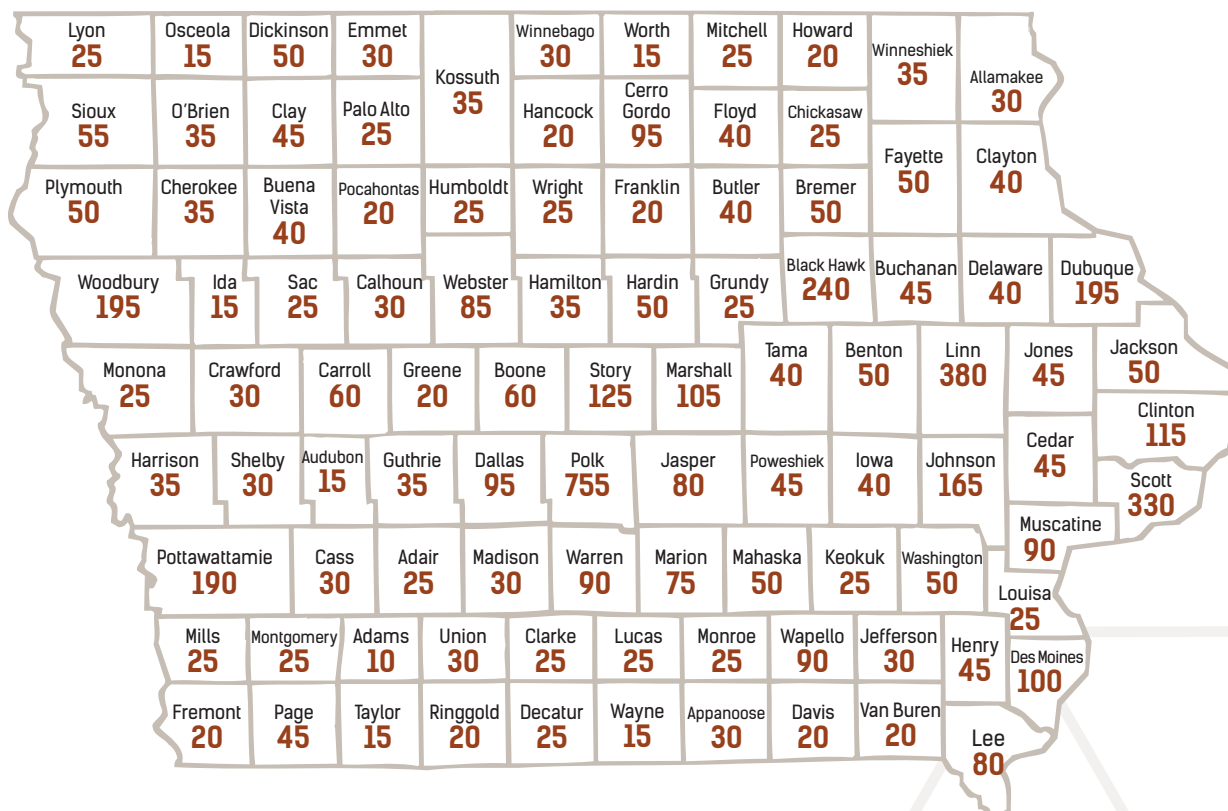 Lyon
25
Osceola
15
Dickinson
50
Emmet
30
Kossuth
35
Winnebago
30
Worth
15
Mitchell
25
Howard
20
Winneshiek
35
Allamakee
30
Sioux
55
O'Brien
35
Clay
45
Palo Alto
25
Hancock
20
Cerro
Gordo
95
Floyd
40
Chickasaw
25
Fayette
50
Clayton
40
Plymouth
50
Cherokee
35
Buena
Vista
40
Pocahontas
20
Humboldt
25
Wright
25
Franklin
20
Butler
40
Bremer
50
Woodbury
195
Ida
15
Sac
25
Calhoun
30
Webster
85
Hamilton
35
Hardin
50
Grundy
25
Black Hawk
240
Buchanan
45
Delaware
40
Dubuque
195
Monona
25
Crawford
30
Carroll
60
Greene
20
Boone
60
Story
125
Marshall
105
Tama
40
Benton
50
Linn
380
Jones
45
Jackson
50
Clinton
115
Harrison
35
Shelby
30
Audubon
15
Guthrie
35
Dallas
95
Polk
755
Jasper
80
Poweshiek
45
Iowa
40
Johnson
165
Cedar
45
Scott
330
Muscatine
90
Pottawattamie
190
Cass
30
Adair
25
Madison
30
Warren
90
Marion
75
Mahaska
50
Keokuk
25
Washington
50
Louisa
25
Mills
25
Montgomery
25
Adams
10
Union
30
Clarke
25
Lucas
25
Monroe
25
Wapello
90
Jefferson
30
Henry
45
Des Moines
100
Fremont
20
Page
45
Taylor
15
Ringgold
20
Decatur
25
Wayne
15
Appanoose
30
Davis
20
Van Buren
20
Lee
80